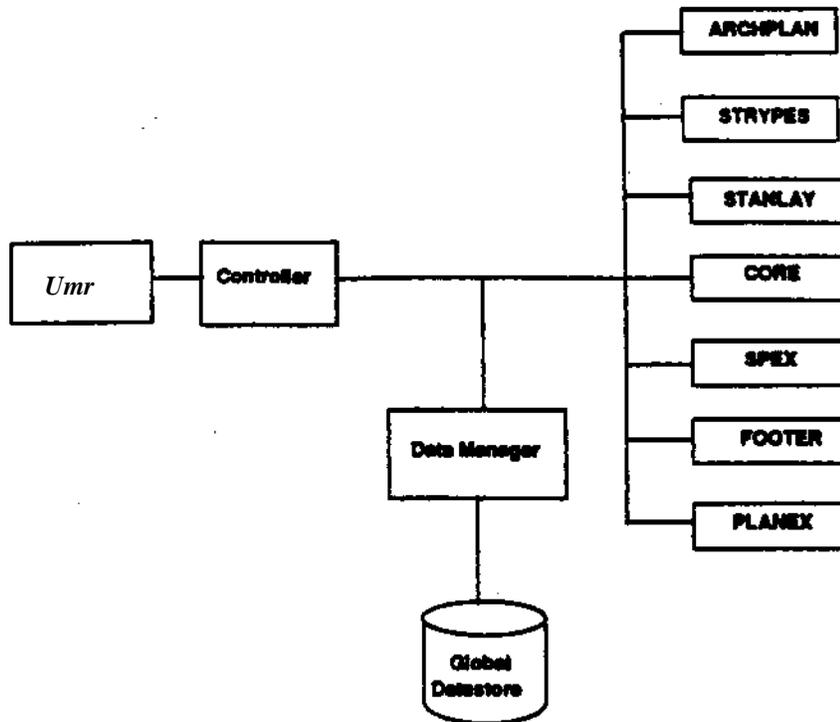 ARCHPLAN
STRYPES
STANLAY
Umr
Controller
CORE
SPEX
Data Manager
FOOTER
PLANEX
Global
Datastore